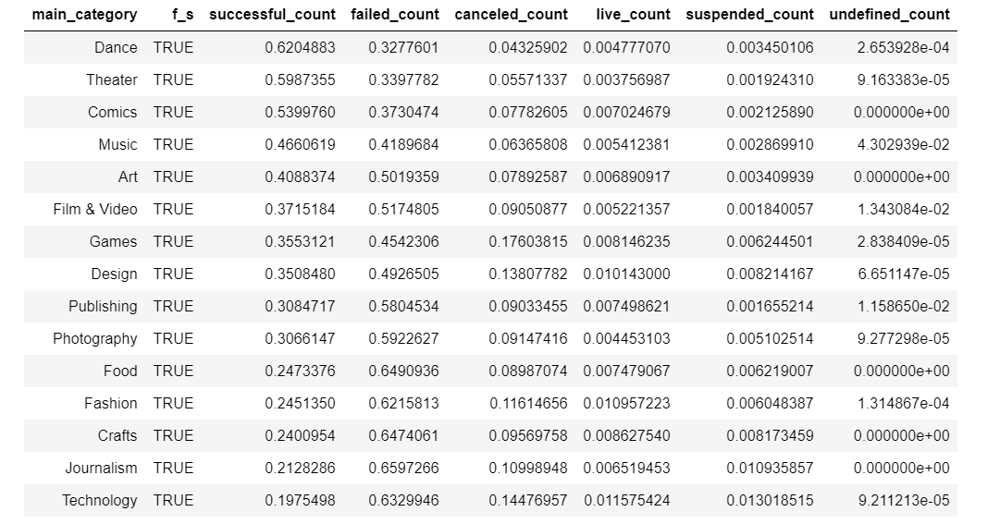 main_category f_s successful_count failed_count canceled_count live_count suspended_count undefined_count
Dance TRUE 0.6204883 0.3277601 0.04325902 0.004777070 0.003450106 2.653928e-04
Theater TRUE 0.5987355 0.3397782 0.05571337 0.003756987 0.001924310 9.163383e-05
Comics TRUE 0.5399760 0.3730474 0.07782605 0.007024679 0.002125890 0.000000e+00
Music TRUE 0.4660619 0.4189684 0.06365808 0.005412381 0.002869910 4.302939e-02
Art TRUE 0.4088374 0.5019359 0.07892587 0.006890917 0.003409939 0.000000e+00
Film & Video TRUE 0.3715184 0.5174805 0.09050877 0.005221357 0.001840057 1.343084e-02
Games TRUE 0.3553121 0.4542306 0.17603815 0.008146235 0.006244501 2.838409e-05
Design TRUE 0.3508480 0.4926505 0.13807782 0.010143000 0.008214167 6.651147e-05
Publishing TRUE 0.3084717 0.5804534 0.09033455 0.007498621 0.001655214 1.158650e-02
Photography TRUE 0.3066147 0.5922627 0.09147416 0.004453103 0.005102514 9.277298e-05
Food TRUE 0.2473376 0.6490936 0.08987074 0.007479067 0.006219007 0.000000e+00
Fashion TRUE 0.2451350 0.6215813 0.11614656 0.010957223 0.006048387 1.314867e-04
Crafts TRUE 0.2400954 0.6474061 0.09569758 0.008627540 0.008173459 0.000000e+00
Journalism TRUE 0.2128286 0.6597266 0.10998948 0.006519453 0.010935857 0.000000e+00
Technology TRUE 0.1975498 0.6329946 0.14476957 0.011575424 0.013018515 9.211213e-05